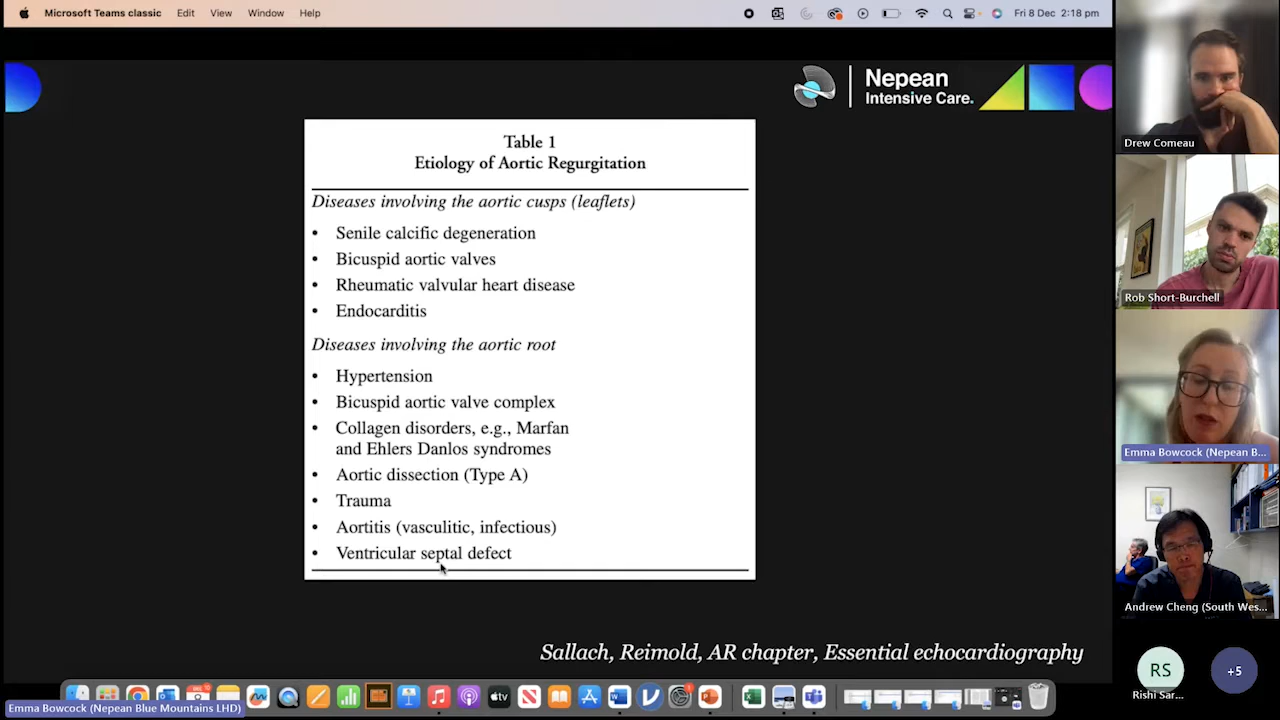 Microsoft Teams classic Edit View Window Help Fri 8 Dec 2:18 pm
Nepean
Intensive Care.
Table 1
Etiology of Aortic Regurgitation
Diseases involving the aortic cusps (leaflets)
• Senile calcific degeneration
• Bicuspid aortic valves
• Rheumatic valvular heart disease
• Endocarditis
Diseases involving the aortic root
• Hypertension
• Bicuspid aortic valve complex
• Collagen disorders, e.g., Marfan
and Ehlers Danlos syndromes
• Aortic dissection (Type A)
• Trauma
• Aortitis (vasculitic, infectious)
• Ventricular septal defect
Sallach, Reimold, AR chapter, Essential echocardiography
Emma Bowcock (Nepean Blue Mountains LHD)
tv
Drew Comeau
Rob Short-Burchell
Emma Bowcock (Nepean B...
Andrew Cheng (South Wes...
RS
Rishi Sar...
+5